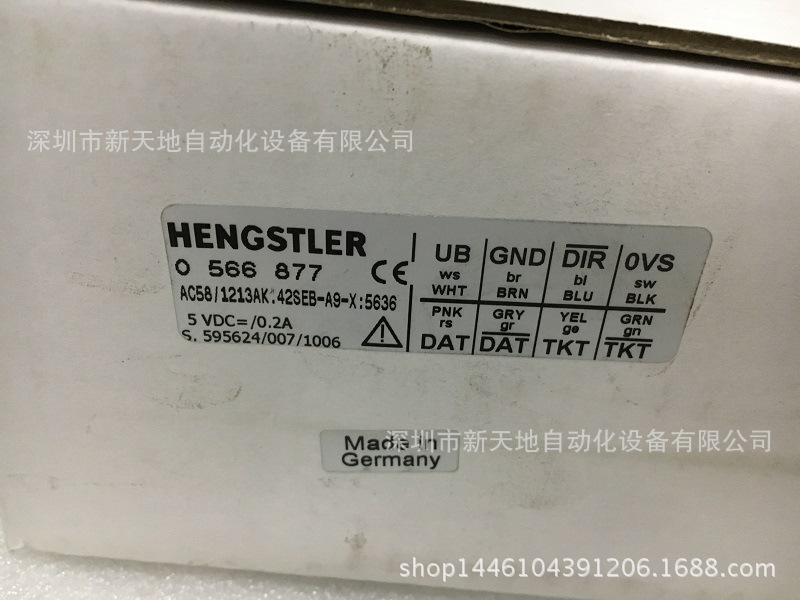 深圳市新天地自动化设备有限公司
HENGSTLER
0 566 877 CE
AC58/1213AK.42SEB-A9-X:5636
5 VDC=/0.2A
S. 595624/007/1006
UB GND D̅I̅R̅ 0VS
ws br bl sw
WHT BRN BLU BLK
PNK GRY YEL GRN
rs gr ge gn
DAT D̅A̅T̅ TKT T̅K̅T̅
深圳市新天地自动化设备有限公司
Made in
Germany
shop1446104391206.1688.com